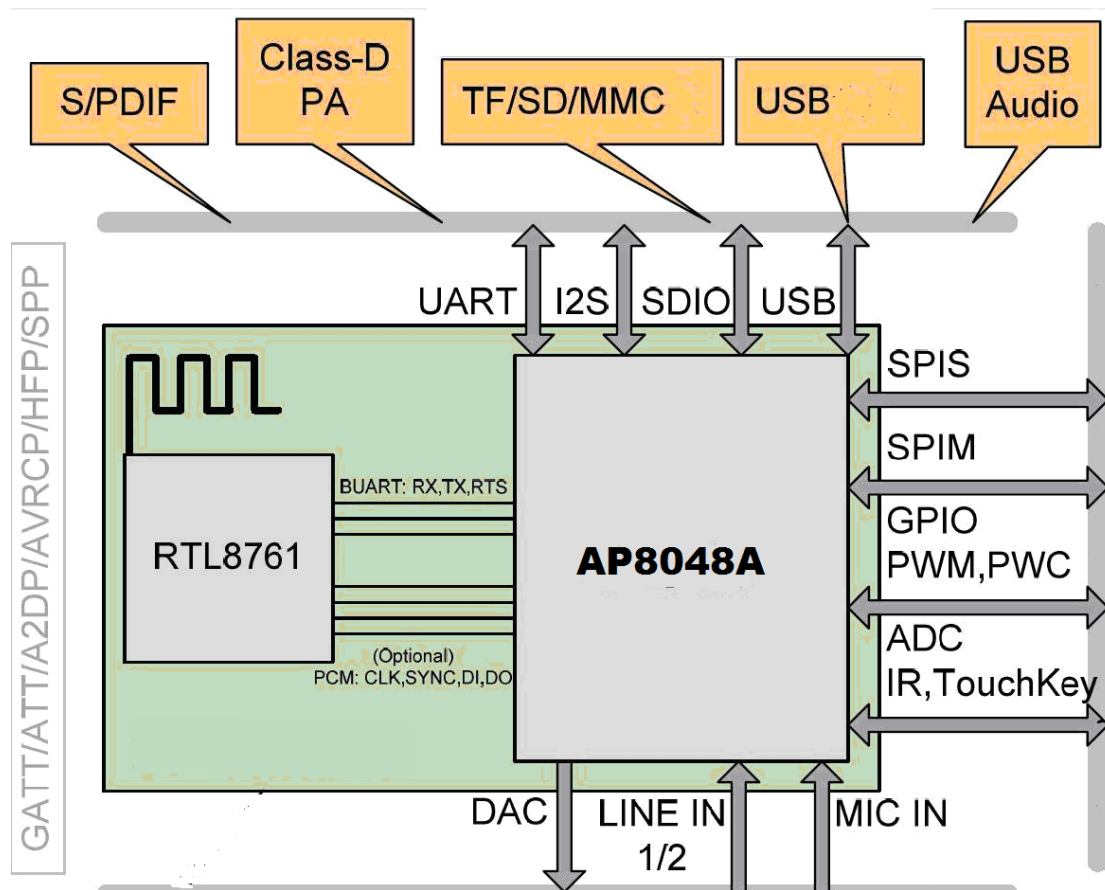 S/PDIF
Class-D
PA
TF/SD/MMC
USB
USB
Audio
GATT/ATT/A2DP/AVRCP/HFP/SPP
UART
I2S
SDIO
USB
SPIS
SPIM
GPIO
PWM,PWC
ADC
IR,TouchKey
BUART: RX,TX,RTS
RTL8761
AP8048A
(Optional)
PCM: CLK,SYNC,DI,DO
DAC
LINE IN
1/2
MIC IN